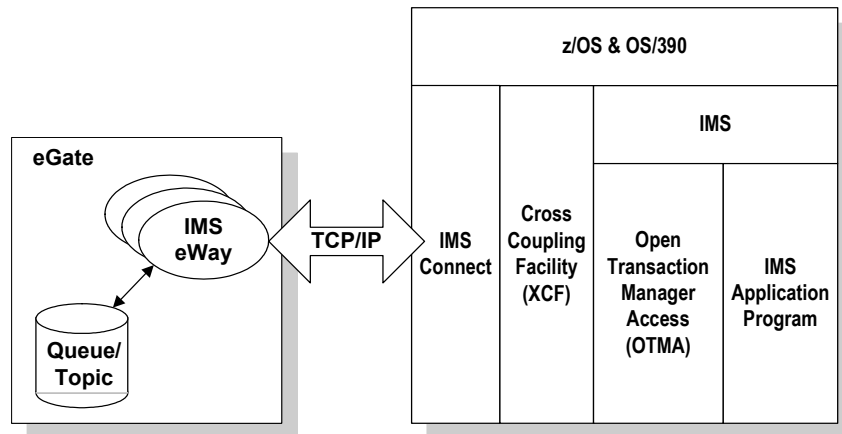 eGate
IMS
eWay
Queue/
Topic
TCP/IP
z/OS & OS/390
IMS
Connect
Cross
Coupling
Facility
(XCF)
IMS
Open
Transaction
Manager
Access
(OTMA)
IMS
Application
Program